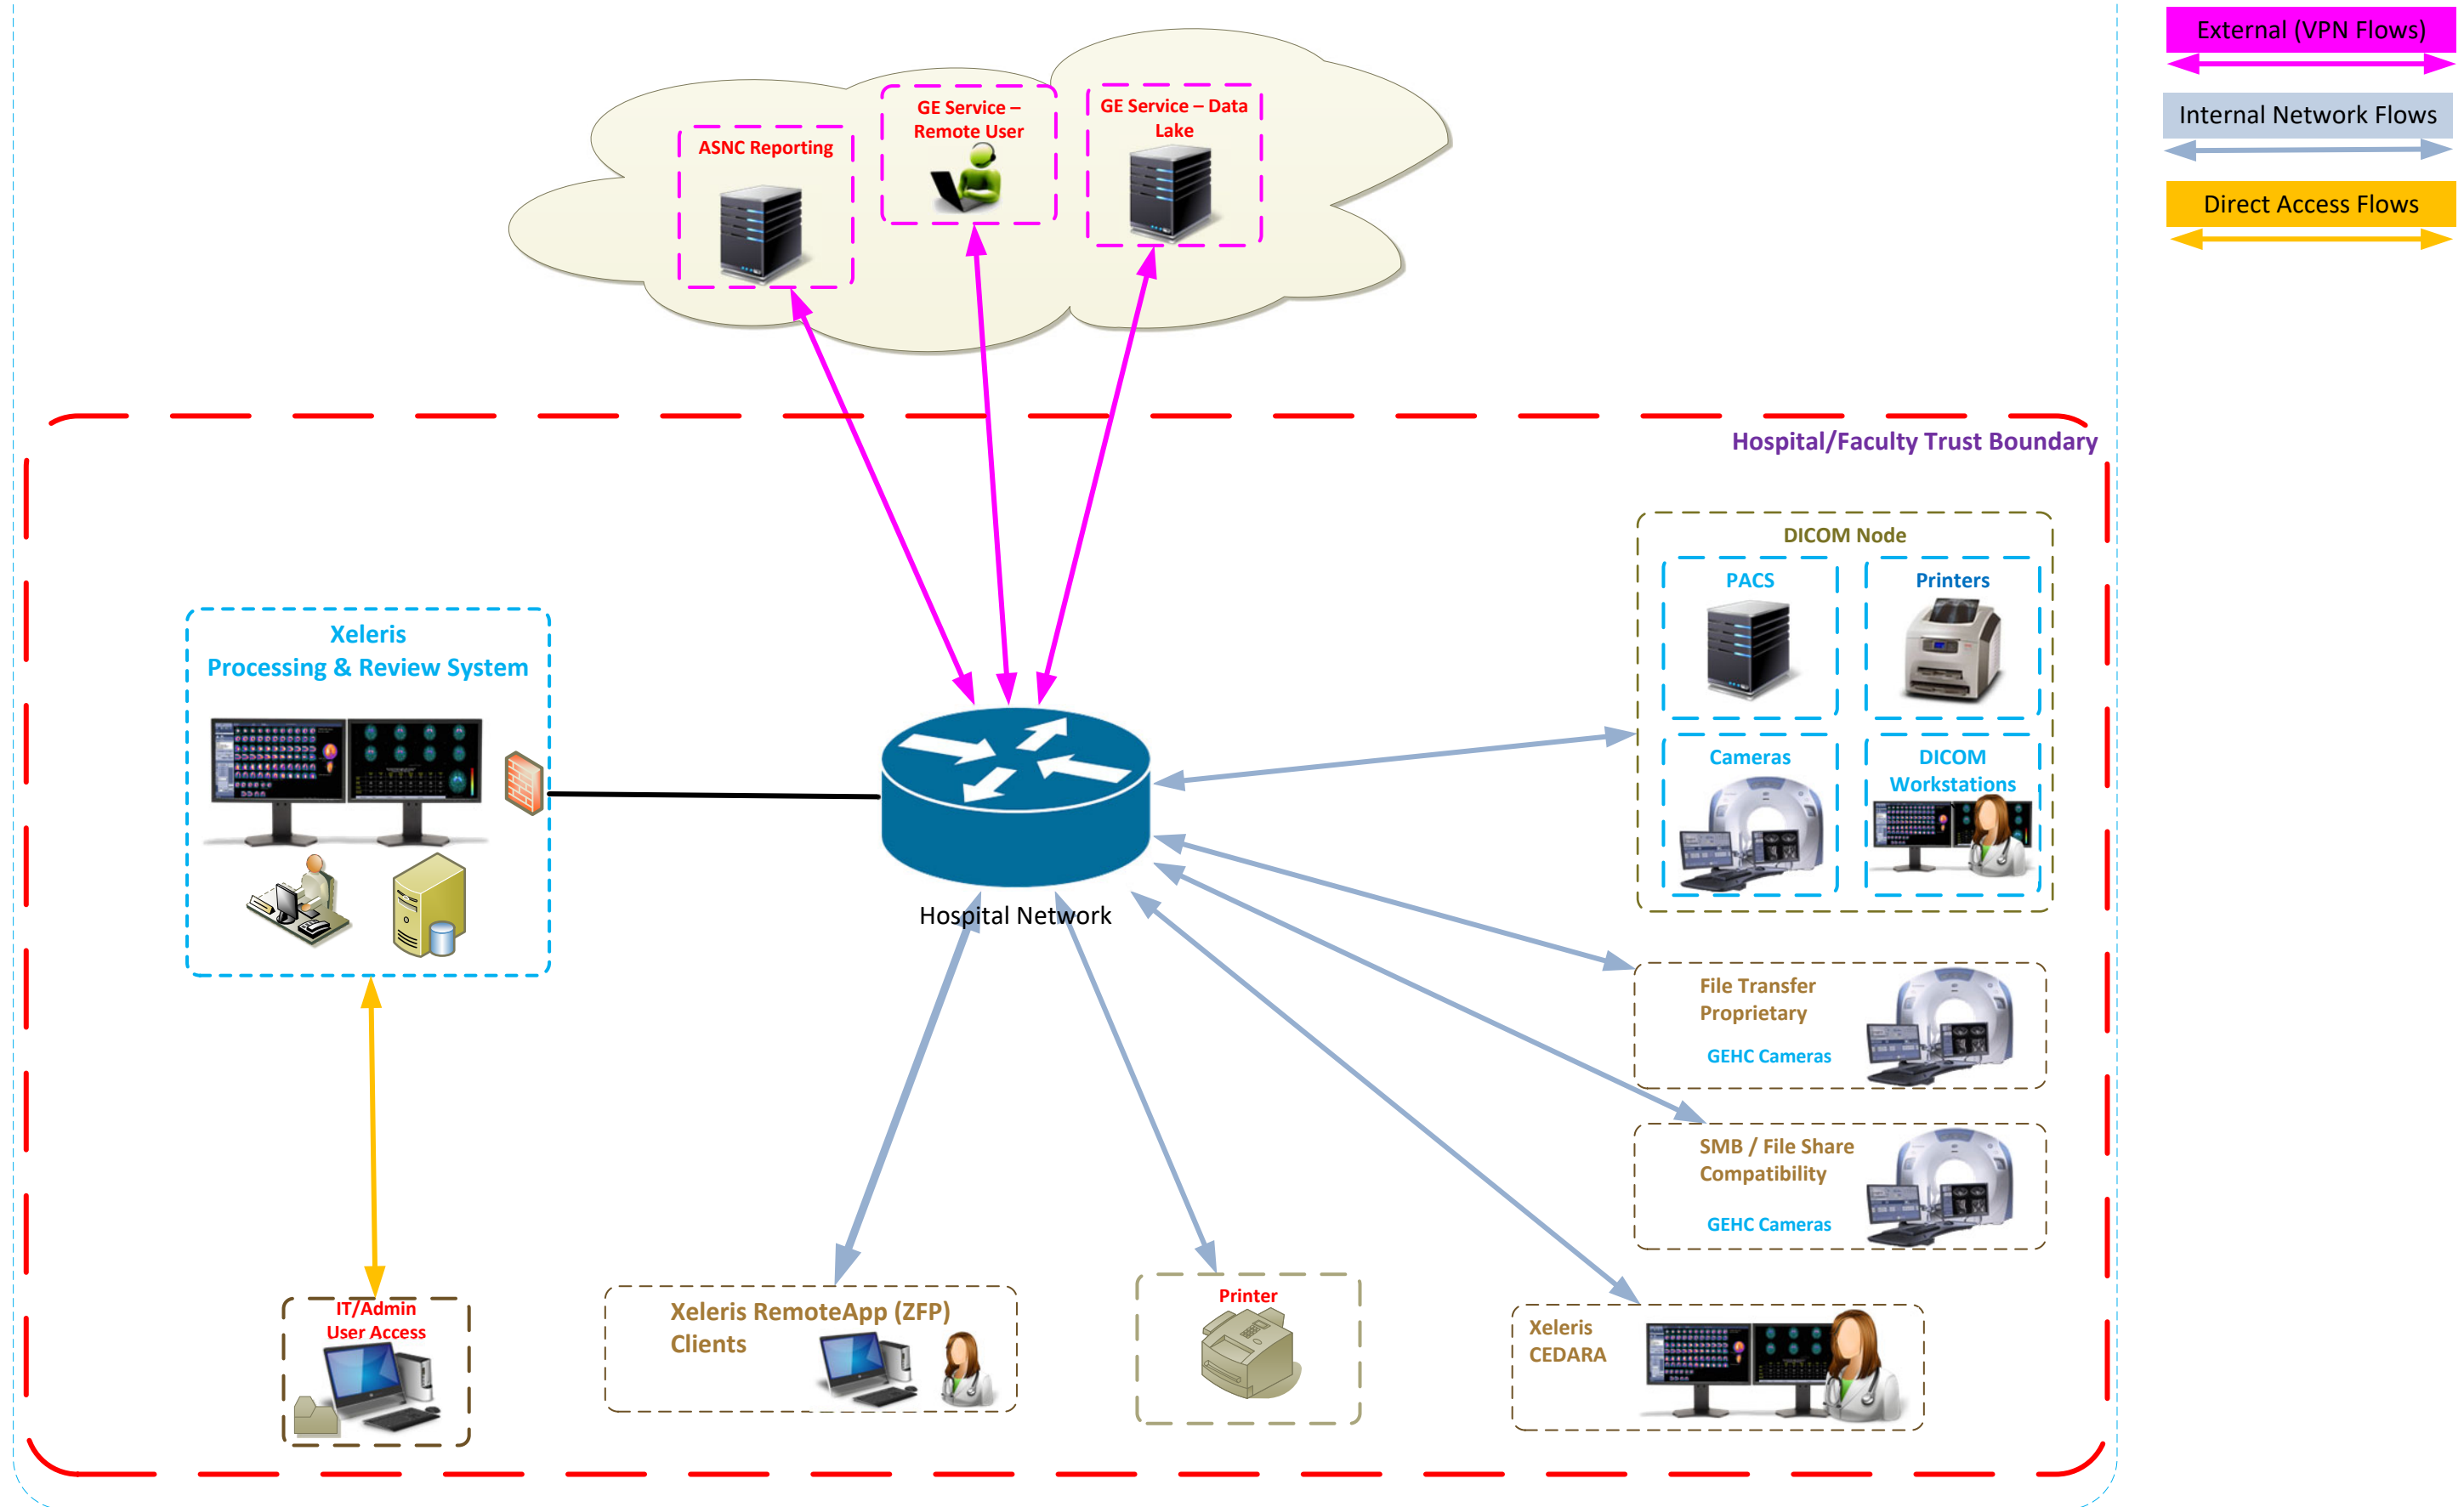 External (VPN Flows)
Internal Network Flows
Direct Access Flows
ASNC Reporting
GE Service –
Remote User
GE Service – Data
Lake
Hospital/Faculty Trust Boundary
Xeleris
Processing & Review System
Hospital Network
DICOM Node
PACS
Printers
Cameras
DICOM
Workstations
File Transfer
Proprietary
GEHC Cameras
SMB / File Share
Compatibility
GEHC Cameras
IT/Admin
User Access
Xeleris RemoteApp (ZFP)
Clients
Printer
Xeleris
CEDARA